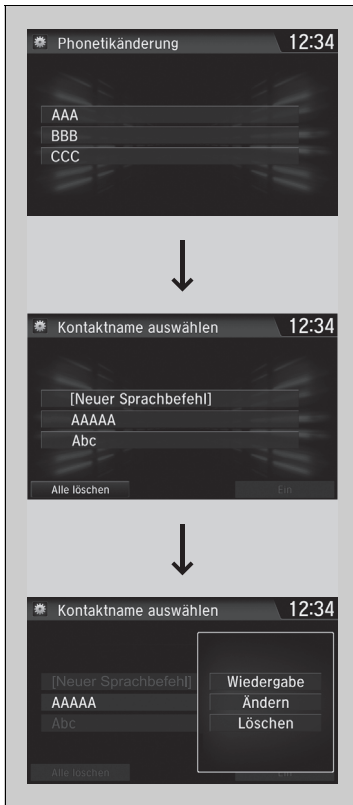 Phonetikänderung 12:34
AAA
BBB
CCC
Kontaktname auswählen 12:34
[Neuer Sprachbefehl]
AAAAA
Abc
Alle löschen Ein
Kontaktname auswählen 12:34
[Neuer Sprachbefehl] Wiedergabe
AAAAA Ändern
Abc Löschen
Alle löschen Ein